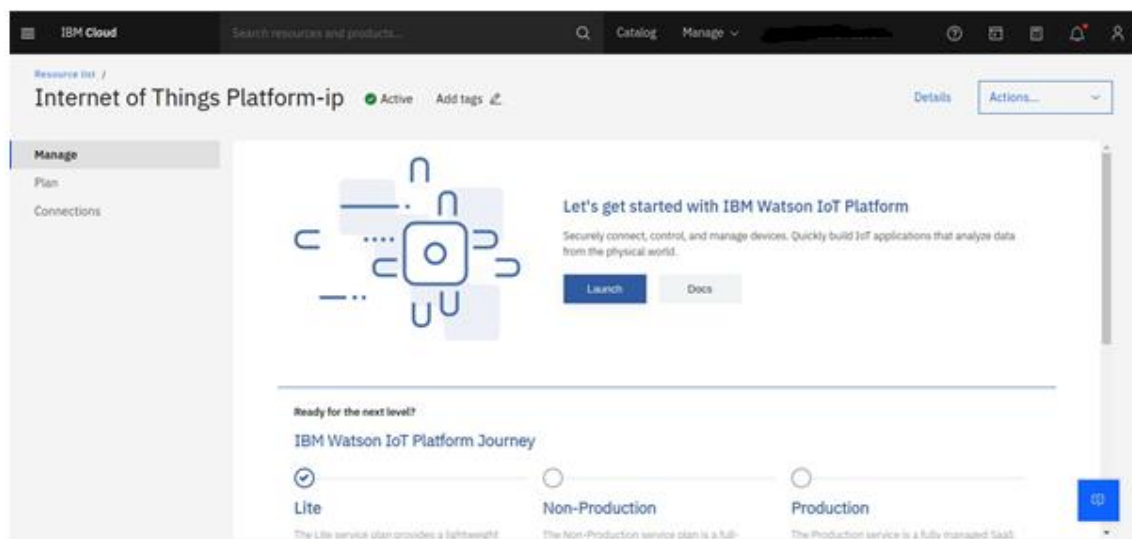 IBM Cloud
Search resources and products...
Catalog
Manage
Resource list /
Internet of Things Platform-ip
Active
Add tags
Details
Actions...
Manage
Plan
Connections
Let's get started with IBM Watson IoT Platform
Securely connect, control, and manage devices. Quickly build IoT applications that analyze data
from the physical world.
Launch
Docs
Ready for the next level?
IBM Watson IoT Platform Journey
Lite
Non-Production
Production
The Lite service plan provides a lightweight
The Non-Production service plan is a full-
The Production service is a fully managed SaaS